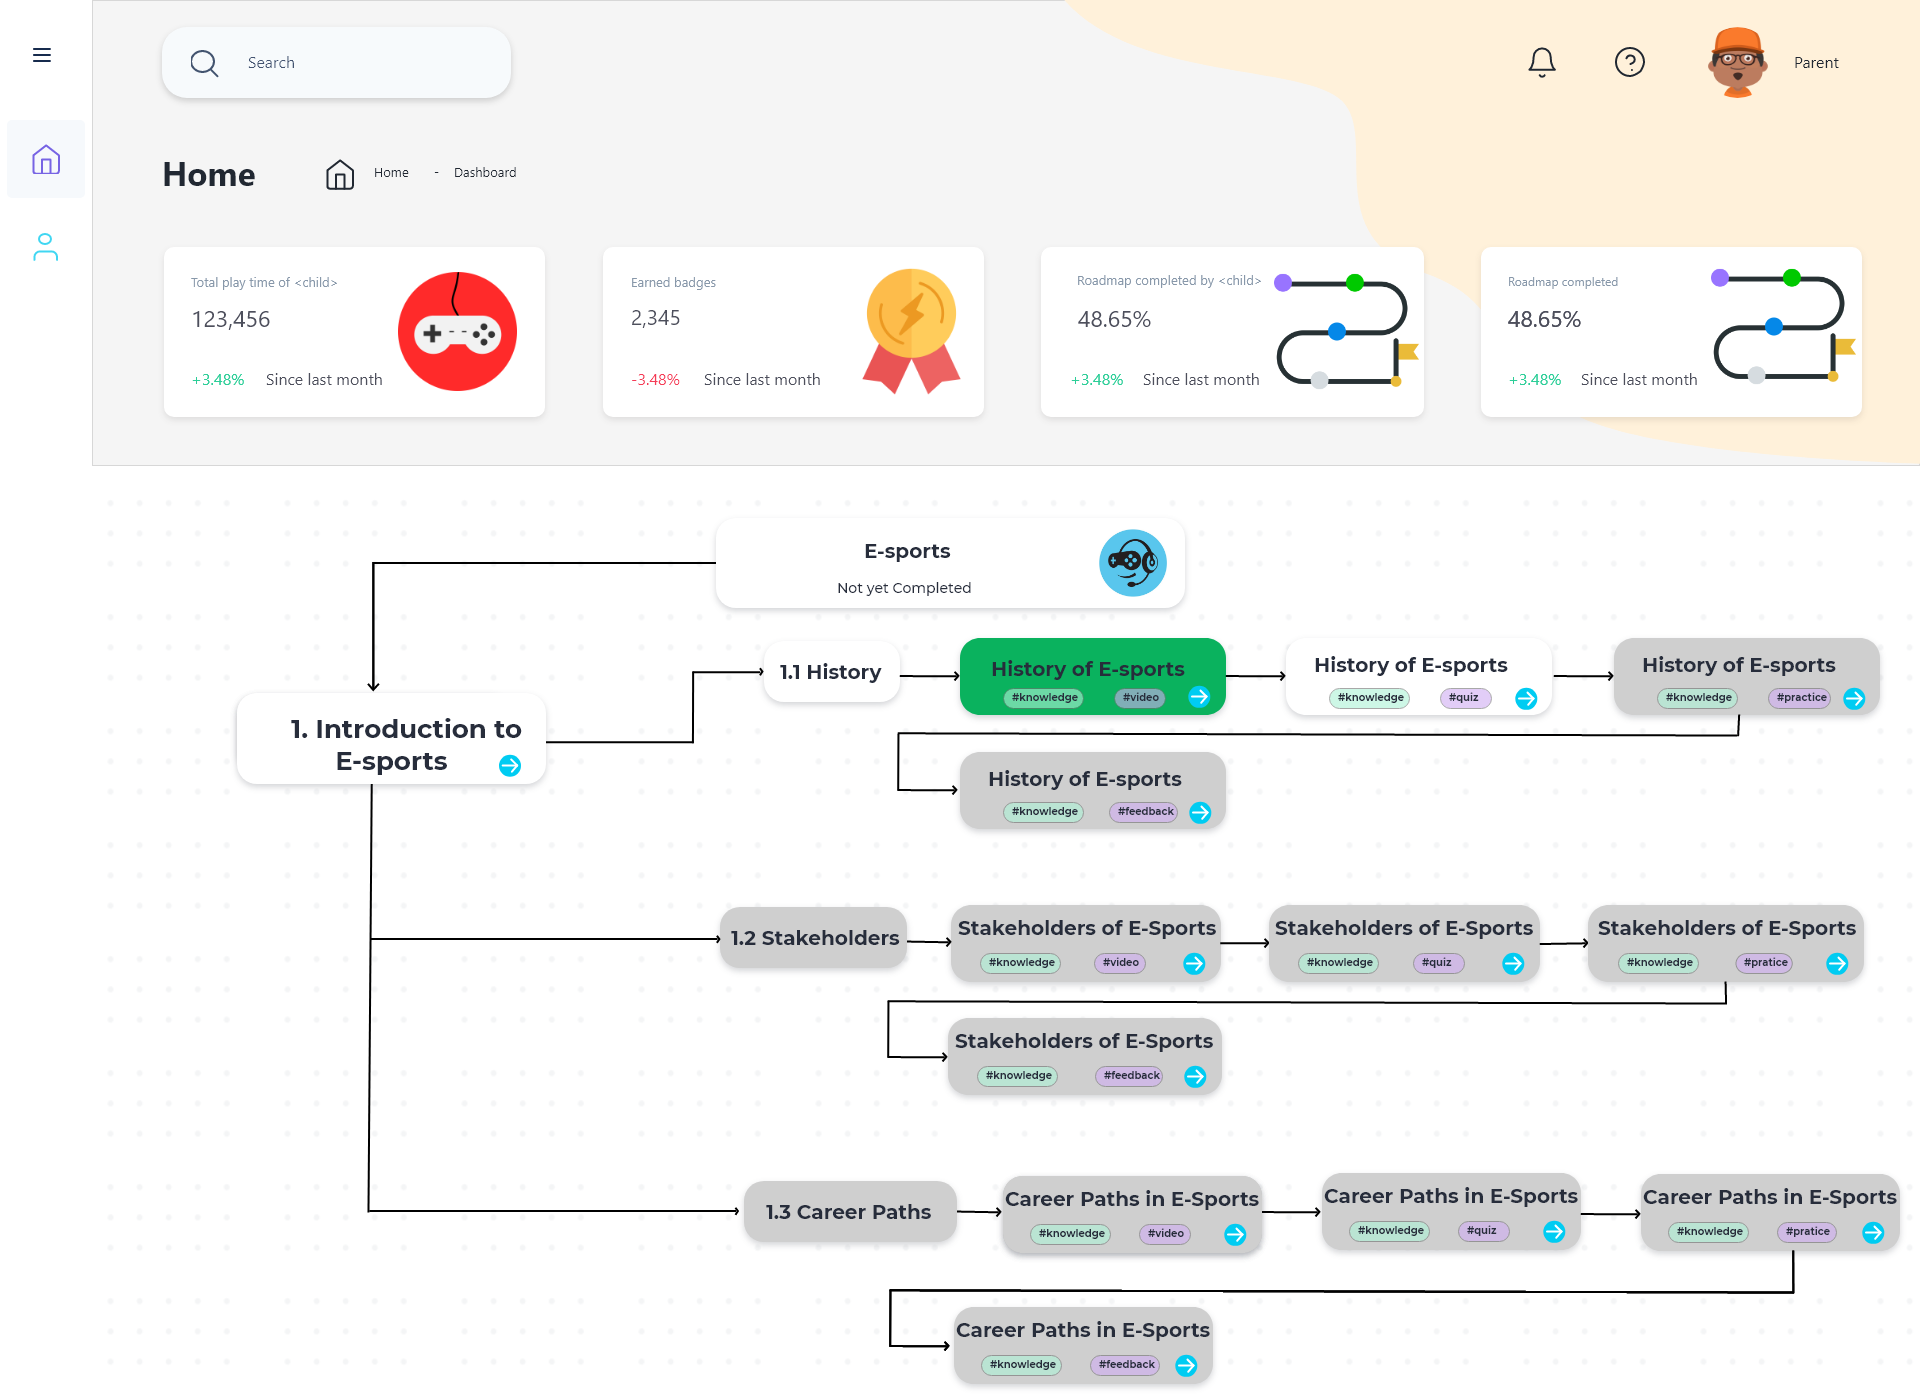 Search
Parent
Home
Home - Dashboard
Total play time of <child>
123,456
+3.48% Since last month
Earned badges
2,345
-3.48% Since last month
Roadmap completed by <child>
48.65%
+3.48% Since last month
Roadmap completed
48.65%
+3.48% Since last month
E-sports
Not yet Completed
1. Introduction to
E-sports
1.1 History
History of E-sports
#knowledge #video
History of E-sports
#knowledge #quiz
History of E-sports
#knowledge #practice
History of E-sports
#knowledge #feedback
1.2 Stakeholders
Stakeholders of E-Sports
#knowledge #video
Stakeholders of E-Sports
#knowledge #quiz
Stakeholders of E-Sports
#knowledge #pratice
Stakeholders of E-Sports
#knowledge #feedback
1.3 Career Paths
Career Paths in E-Sports
#knowledge #video
Career Paths in E-Sports
#knowledge #quiz
Career Paths in E-Sports
#knowledge #pratice
Career Paths in E-Sports
#knowledge #feedback